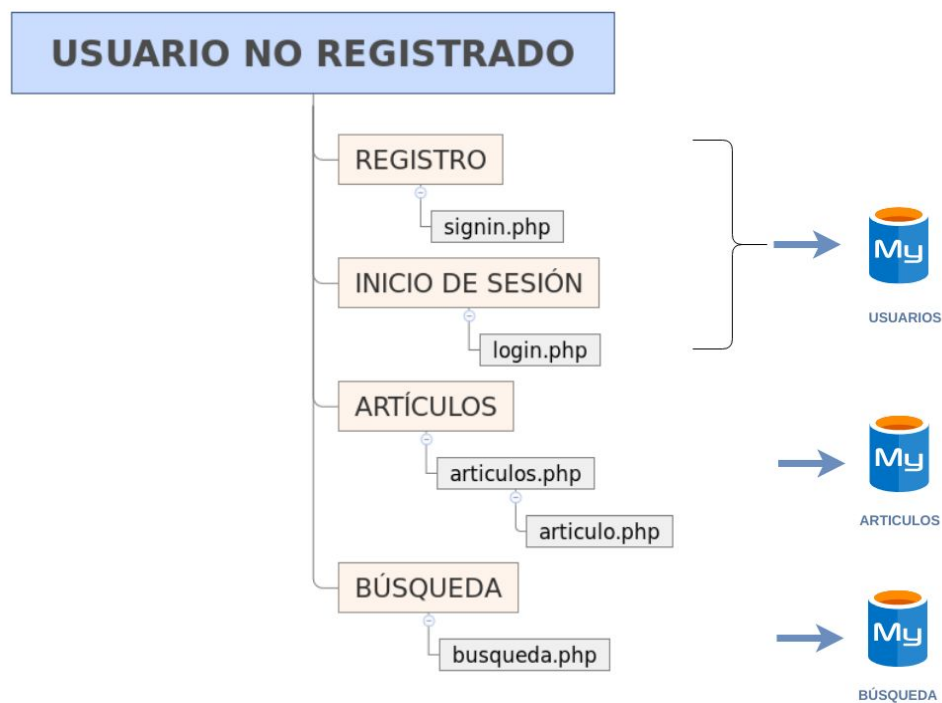 USUARIO NO REGISTRADO
REGISTRO
signin.php
INICIO DE SESIÓN
login.php
My
USUARIOS
ARTÍCULOS
articulos.php
articulo.php
My
ARTICULOS
BÚSQUEDA
busqueda.php
My
BÚSQUEDA